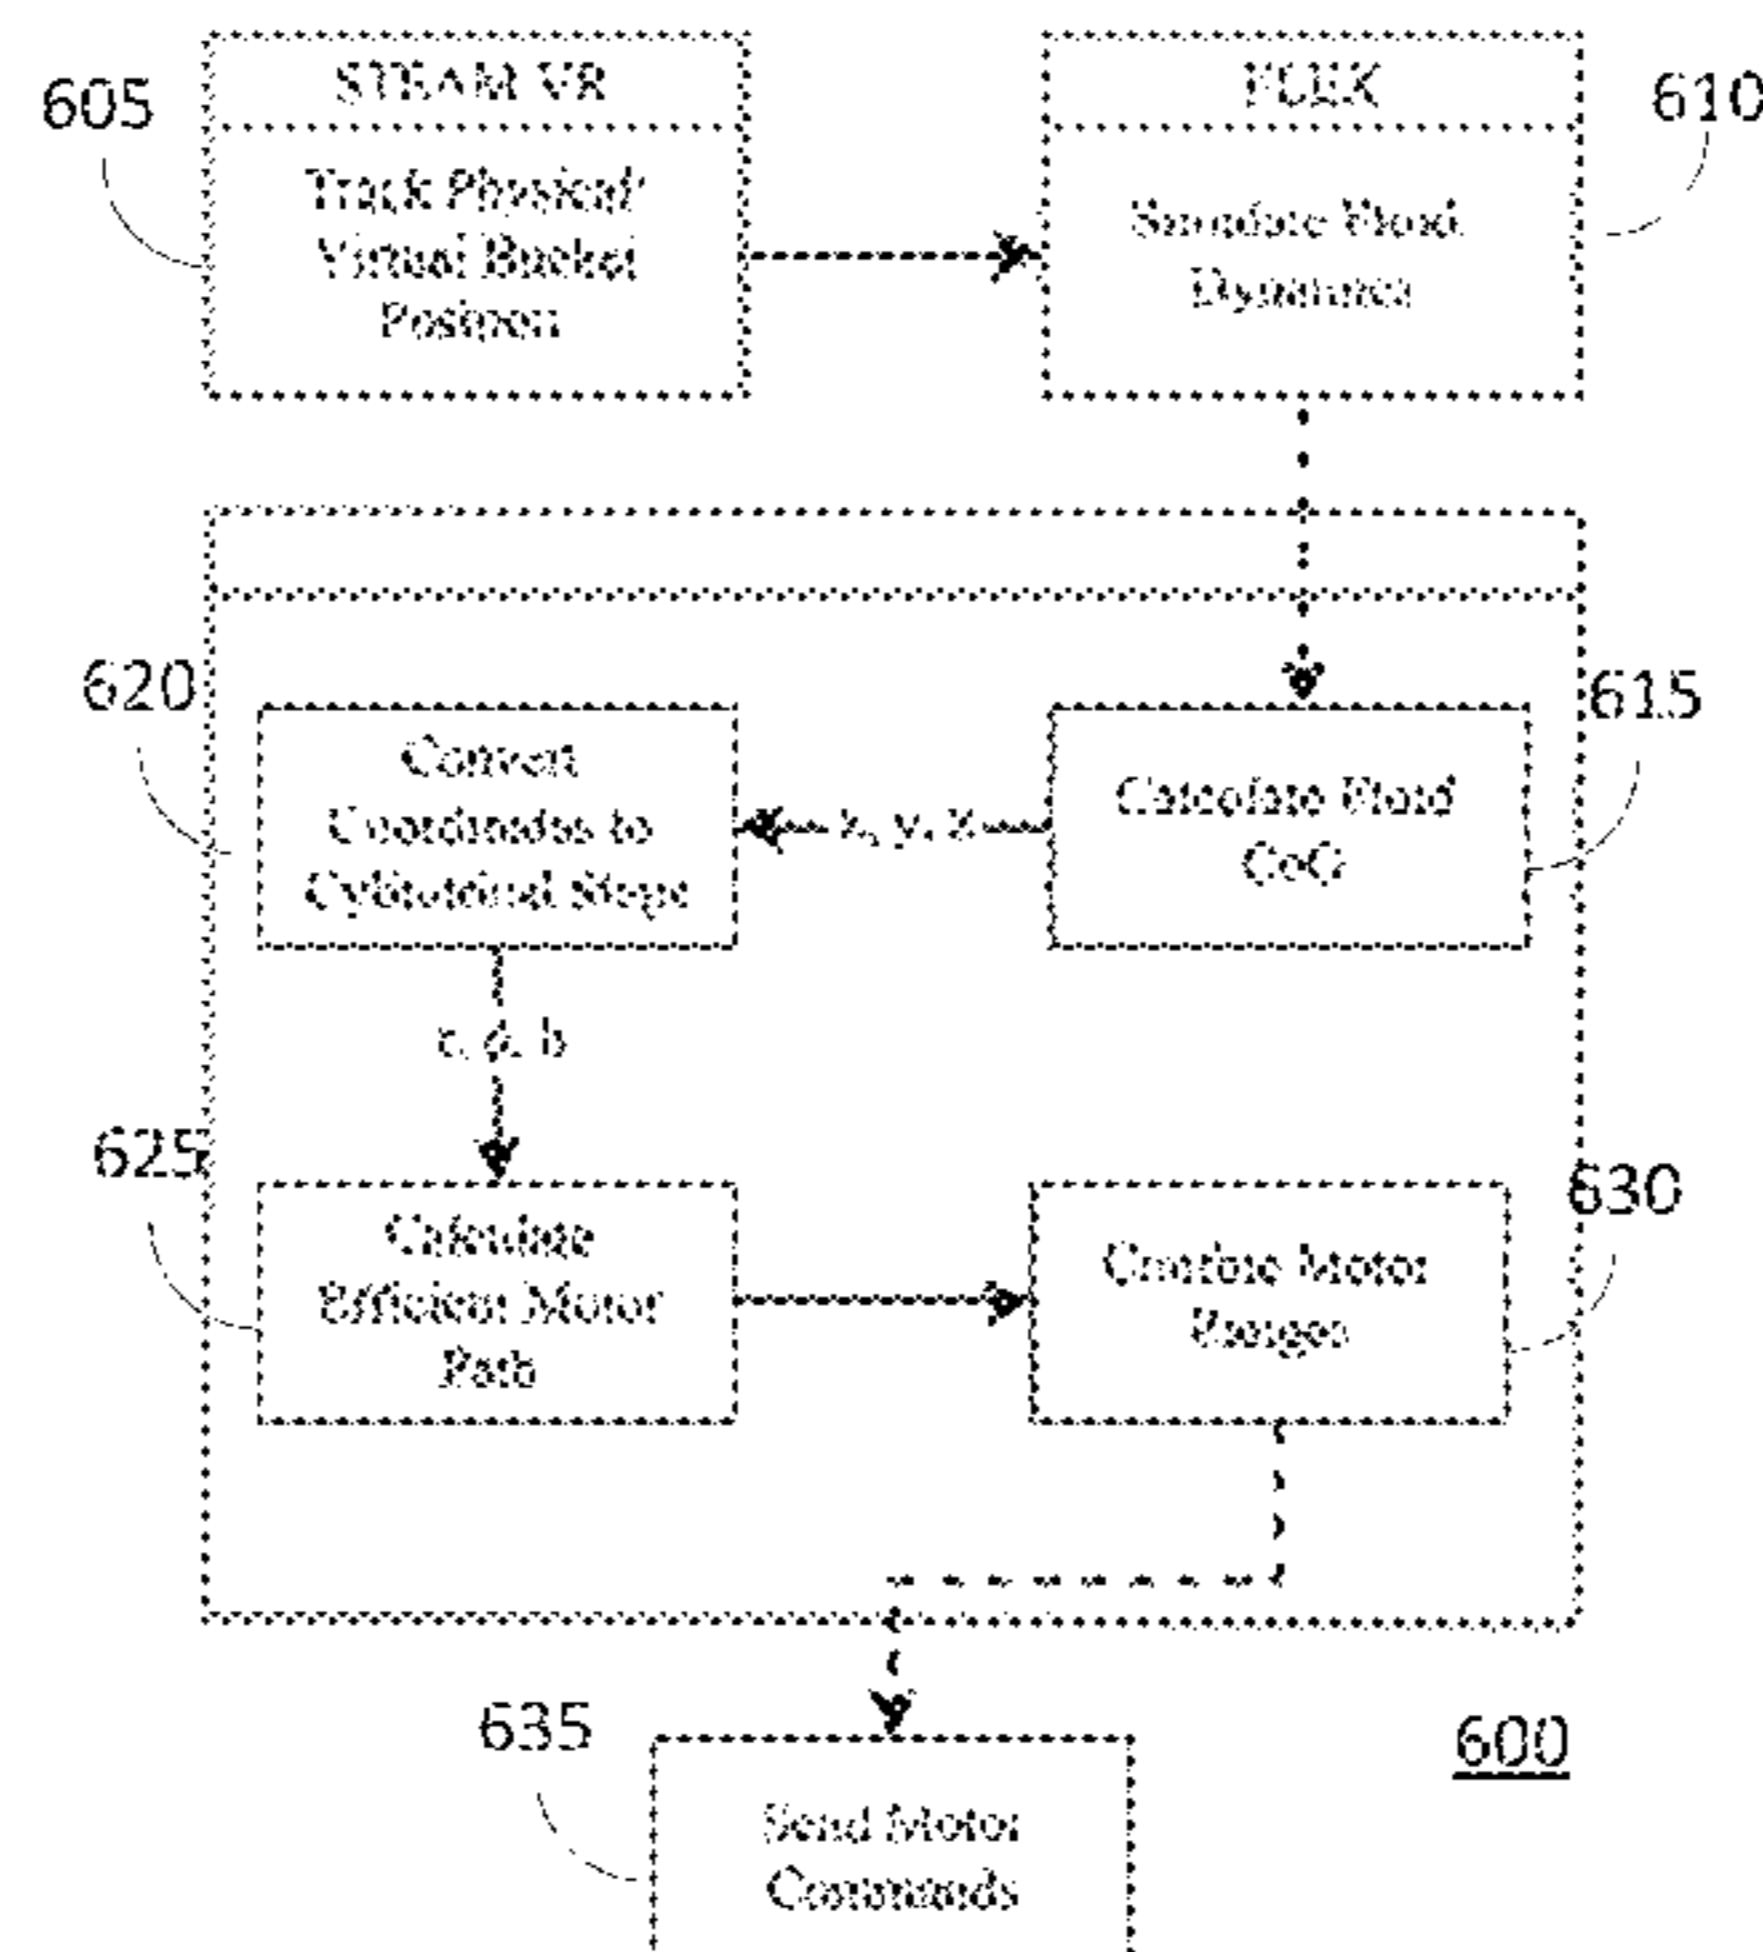 605
STEAM VR
Track Physical/
Virtual Bucket
Position
FLEX
610
Simulate Fluid
Dynamics
620
615
Convert
Coordinates to
Cylindrical Steps
x, y, z
Calculate Fluid
CoG
r, φ, h
625
630
Calculate
Efficient Motor
Path
Confine Motor
Ranges
635
600
Send Motor
Commands